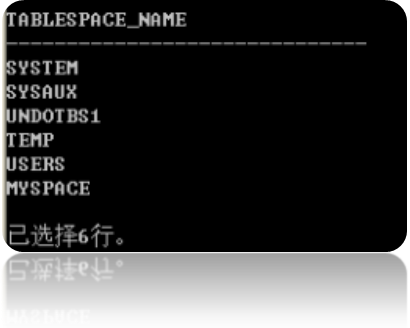 TABLESPACE_NAME
------------------------------
SYSTEM
SYSAUX
UNDOTBS1
TEMP
USERS
MYSPACE
已选择6行。